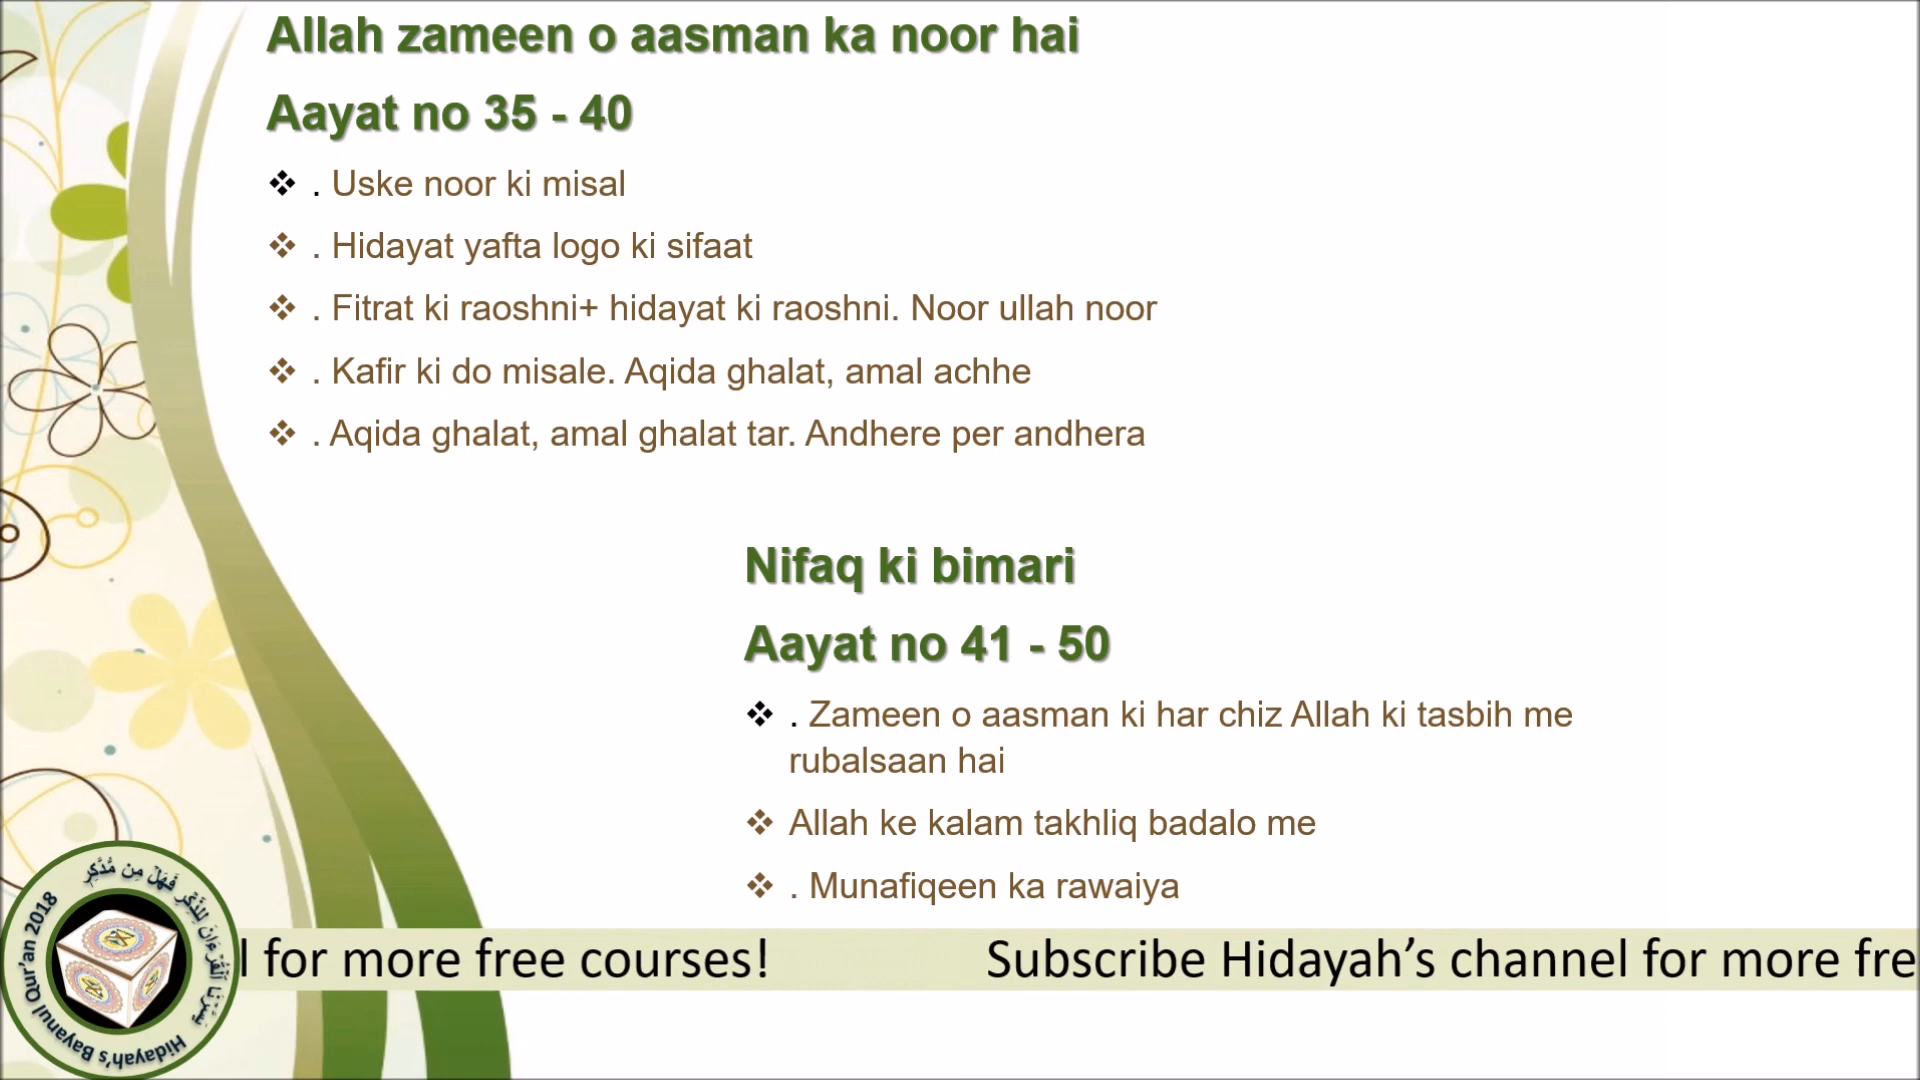 Allah zameen o aasman ka noor hai
Aayat no 35 - 40
❖ . Uske noor ki misal
❖ . Hidayat yafta logo ki sifaat
❖ . Fitrat ki raoshni+ hidayat ki raoshni. Noor ullah noor
❖ . Kafir ki do misale. Aqida ghalat, amal achhe
❖ . Aqida ghalat, amal ghalat tar. Andhere per andhera
Nifaq ki bimari
Aayat no 41 - 50
❖ . Zameen o aasman ki har chiz Allah ki tasbih me
rubalsaan hai
❖ Allah ke kalam takhliq badalo me
❖ . Munafiqeen ka rawaiya
l for more free courses! Subscribe Hidayah’s channel for more fre
Hidayah's Bayanul Qur'an 2018
يَسَّرْنَا ٱلْقُرْءَانَ لِلذِّكْرِ فَهَلْ مِن مُّدَّكِرٍ